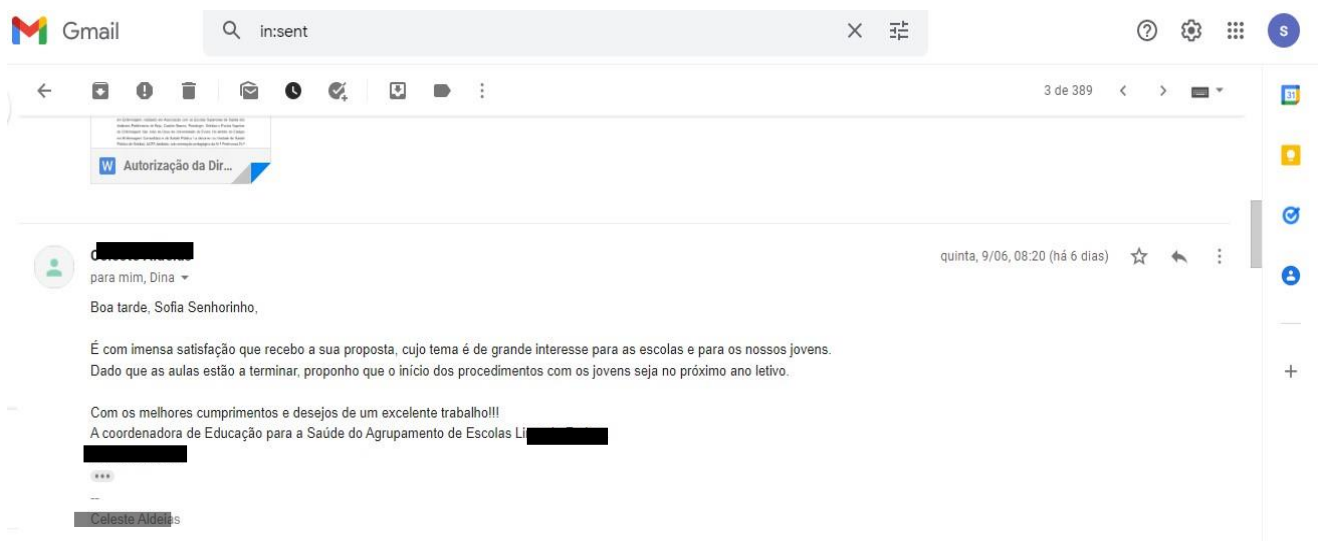 Gmail
in:sent
S
3 de 389
31
W Autorização da Dir...
quinta, 9/06, 08:20 (há 6 dias)
para mim, Dina
Boa tarde, Sofia Senhorinho,
É com imensa satisfação que recebo a sua proposta, cujo tema é de grande interesse para as escolas e para os nossos jovens.
Dado que as aulas estão a terminar, proponho que o início dos procedimentos com os jovens seja no próximo ano letivo.
Com os melhores cumprimentos e desejos de um excelente trabalho!!!
A coordenadora de Educação para a Saúde do Agrupamento de Escolas
--
Celeste Aldeias